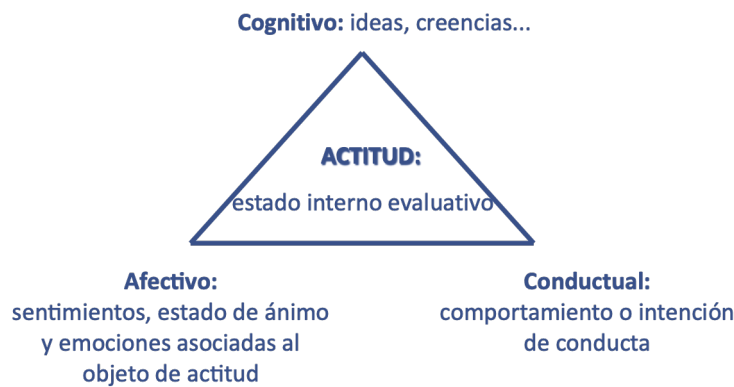 Cognitivo: ideas, creencias...
ACTITUD:
estado interno evaluativo
Afectivo:
sentimientos, estado de ánimo
y emociones asociadas al
objeto de actitud
Conductual:
comportamiento o intención
de conducta